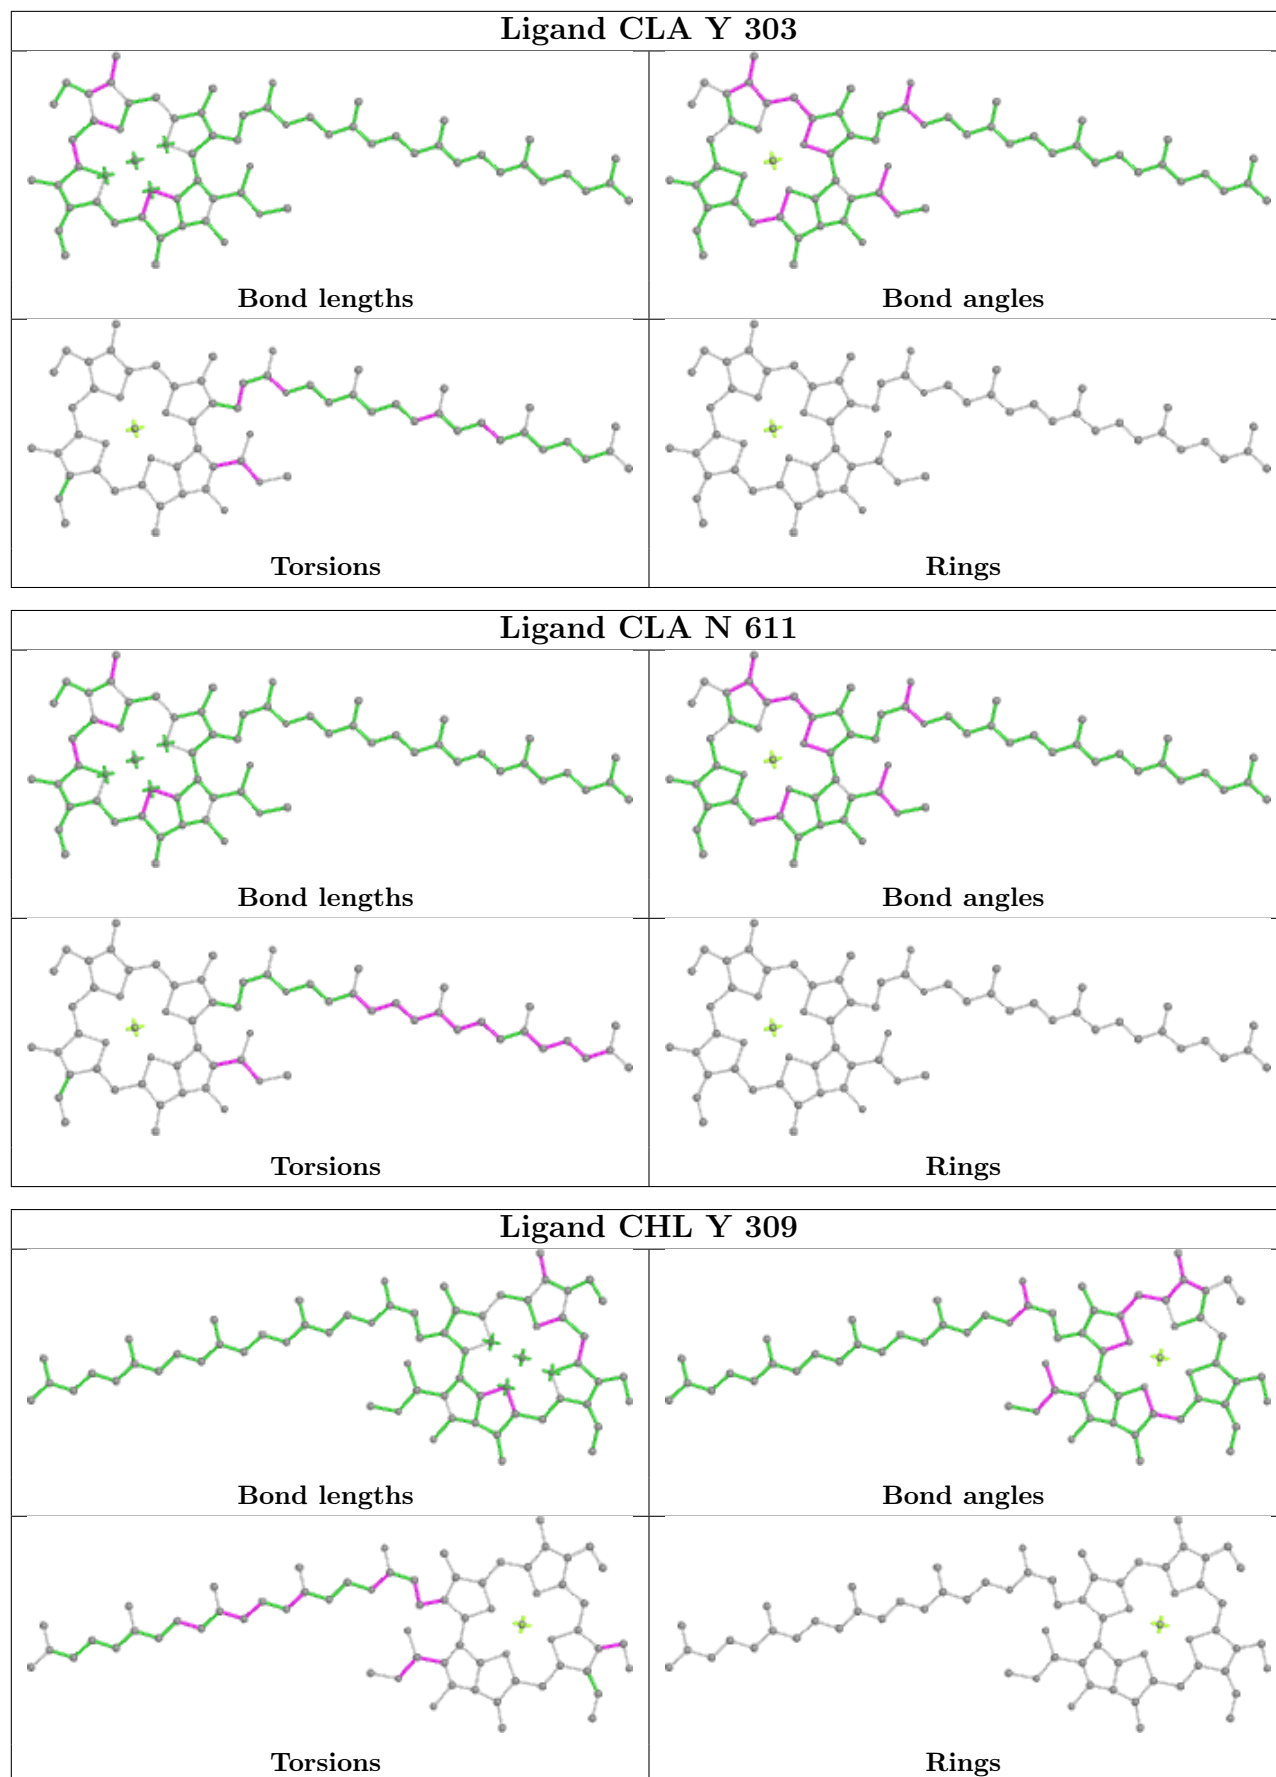 Ligand CLA Y 303
Bond lengths
Bond angles
Torsions
Rings
Ligand CLA N 611
Bond lengths
Bond angles
Torsions
Rings
Ligand CHL Y 309
Bond lengths
Bond angles
Torsions
Rings